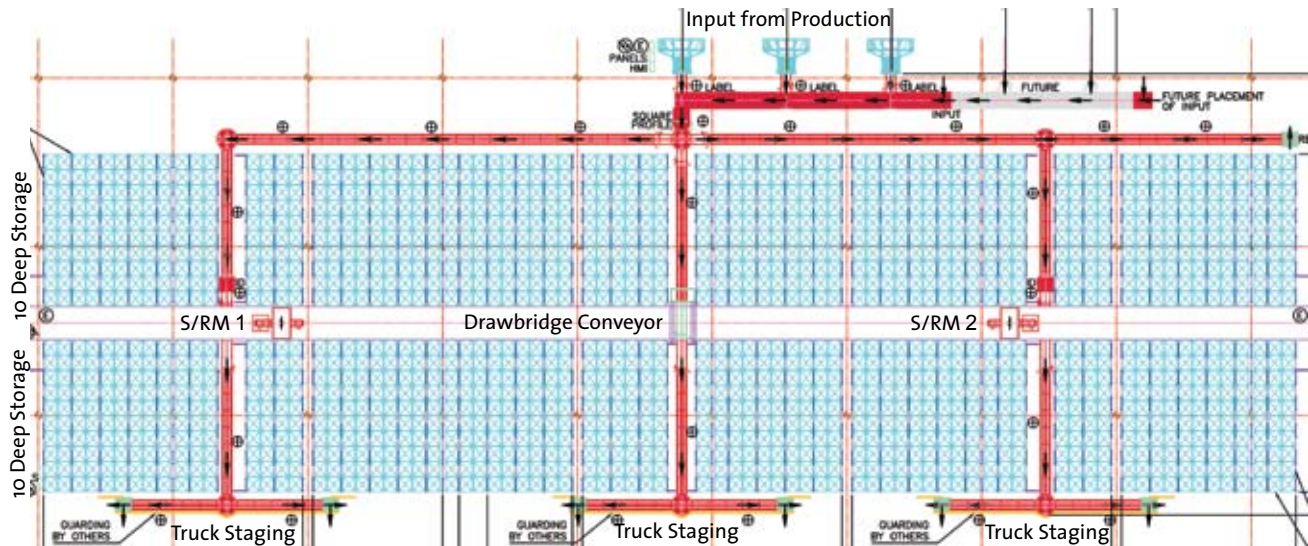 Input from Production
PANELS
HMI
LABEL
LABEL
LABEL
FUTURE
FUTURE PLACEMENT
OF INPUT
INPUT
SQUARE
PROFILE
10 Deep Storage
S/RM 1
Drawbridge Conveyor
S/RM 2
10 Deep Storage
GUARDING
BY OTHERS
Truck Staging
GUARDING
BY OTHERS
Truck Staging
GUARDING
BY OTHERS
Truck Staging